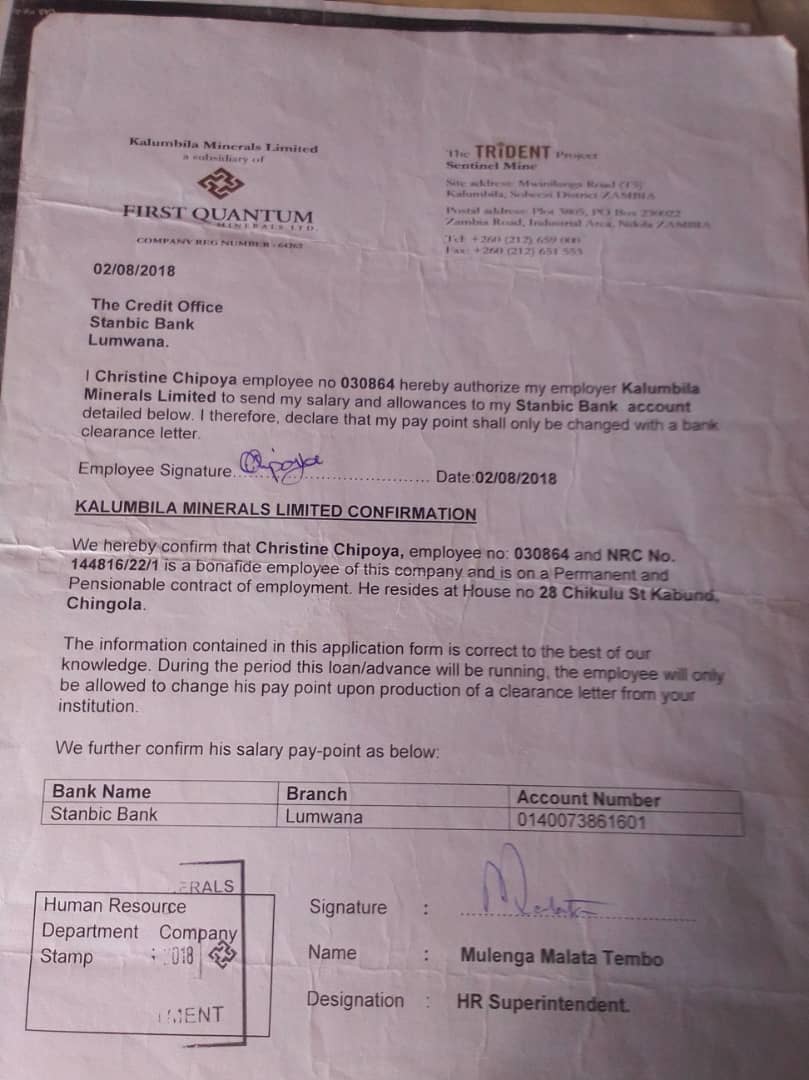 Kalumbila Minerals Limited
a subsidiary of
FIRST QUANTUM
MINERALS LTD.
COMPANY REG NUMBER - 64262
The TRIDENT Project
Sentinel Mine
Site address: Mwinilunga Road (T5)
Kalumbila, Solwezi District ZAMBIA
Postal address: Plot 3805, PO Box 230022
Zambia Road, Industrial Area, Ndola ZAMBIA
Tel: +260 (212) 659 000
Fax: +260 (212) 651 553
02/08/2018
The Credit Office
Stanbic Bank
Lumwana.
I Christine Chipoya employee no 030864 hereby authorize my employer Kalumbila
Minerals Limited to send my salary and allowances to my Stanbic Bank account
detailed below. I therefore, declare that my pay point shall only be changed with a bank
clearance letter.
Employee Signature. Chipoya Date:02/08/2018
KALUMBILA MINERALS LIMITED CONFIRMATION
We hereby confirm that Christine Chipoya, employee no: 030864 and NRC No.
144816/22/1 is a bonafide employee of this company and is on a Permanent and
Pensionable contract of employment. He resides at House no 28 Chikulu St Kabund,
Chingola.
The information contained in this application form is correct to the best of our
knowledge. During the period this loan/advance will be running, the employee will only
be allowed to change his pay point upon production of a clearance letter from your
institution.
We further confirm his salary pay-point as below:
Bank Name Branch Account Number
Stanbic Bank Lumwana 0140073861601
ERALS
Human Resource
Department Company
Stamp 2018
MENT
Signature :
Name : Mulenga Malata Tembo
Designation : HR Superintendent.